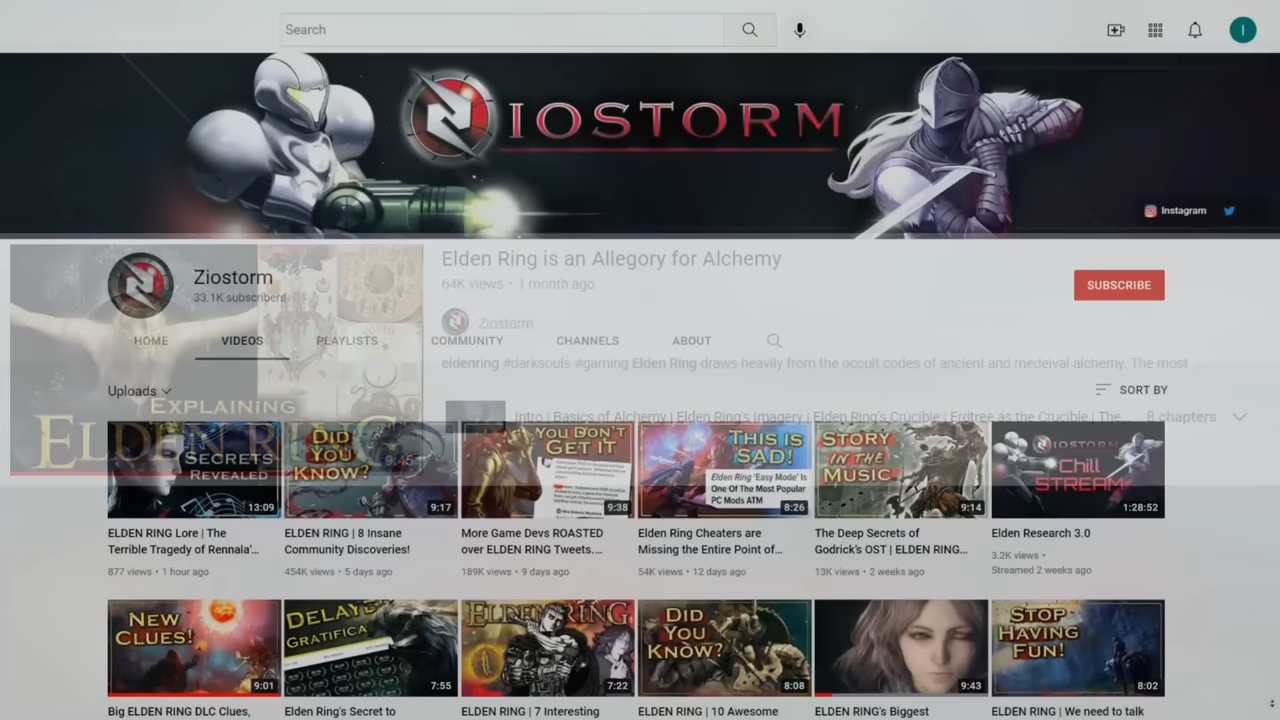 Search
IOSTORM
Instagram
Elden Ring is an Allegory for Alchemy
64K views • 1 month ago
Ziostorm
33.1K subscribers
SUBSCRIBE
Ziostorm
HOME
VIDEOS
PLAYLISTS
COMMUNITY
CHANNELS
ABOUT
eldenring #darksouls #gaming Elden Ring draws heavily from the occult codes of ancient and medeival alchemy. The most ...
Uploads
SORT BY
EXPLAINING
ELDEN RING
9:45
Intro | Basics of Alchemy | Elden Ring's Imagery | Elden Ring's Crucible | Erdtree as the Crucible | The...
8 chapters
SECRETS
REVEALED
13:09
DID
YOU
KNOW?
9:17
YOU DON'T
GET IT
9:38
THIS IS
SAD!
Elden Ring 'Easy Mode' Is
One Of The Most Popular
PC Mods ATM
8:26
STORY
IN THE
MUSIC
9:14
IOSTORM
Chill
STREAM
1:28:52
ELDEN RING Lore | The
Terrible Tragedy of Rennala'...
877 views • 1 hour ago
ELDEN RING | 8 Insane
Community Discoveries!
454K views • 5 days ago
More Game Devs ROASTED
over ELDEN RING Tweets....
189K views • 9 days ago
Elden Ring Cheaters are
Missing the Entire Point of...
54K views • 12 days ago
The Deep Secrets of
Godrick's OST | ELDEN RING...
13K views • 2 weeks ago
Elden Research 3.0
3.2K views •
Streamed 2 weeks ago
NEW
CLUES!
9:01
DELAY
GRATIFICA
7:55
ELDEN RING
7:22
DID
YOU
KNOW?
8:08
9:43
STOP
HAVING
FUN!
8:02
Big ELDEN RING DLC Clues,
Elden Ring's Secret to
ELDEN RING | 7 Interesting
ELDEN RING | 10 Awesome
ELDEN RING's Biggest
ELDEN RING | We need to talk